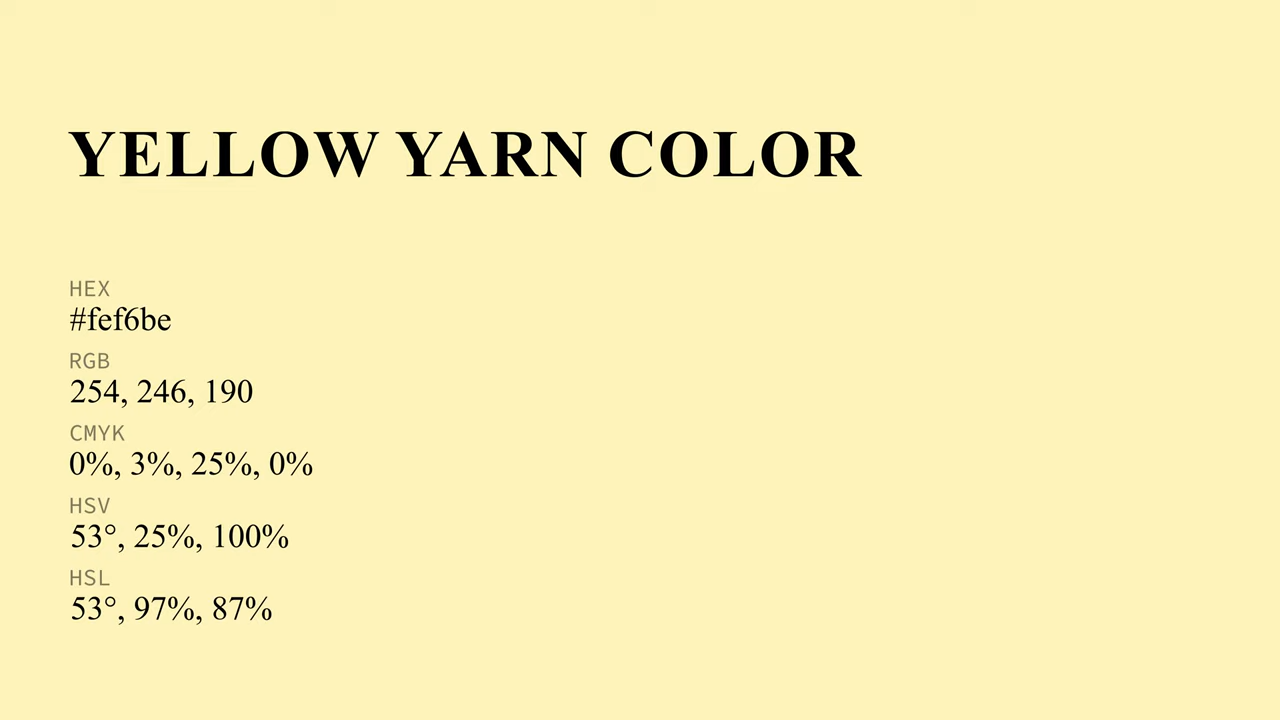 YELLOW YARN COLOR
HEX
#fef6be
RGB
254, 246, 190
CMYK
0%, 3%, 25%, 0%
HSV
53°, 25%, 100%
HSL
53°, 97%, 87%